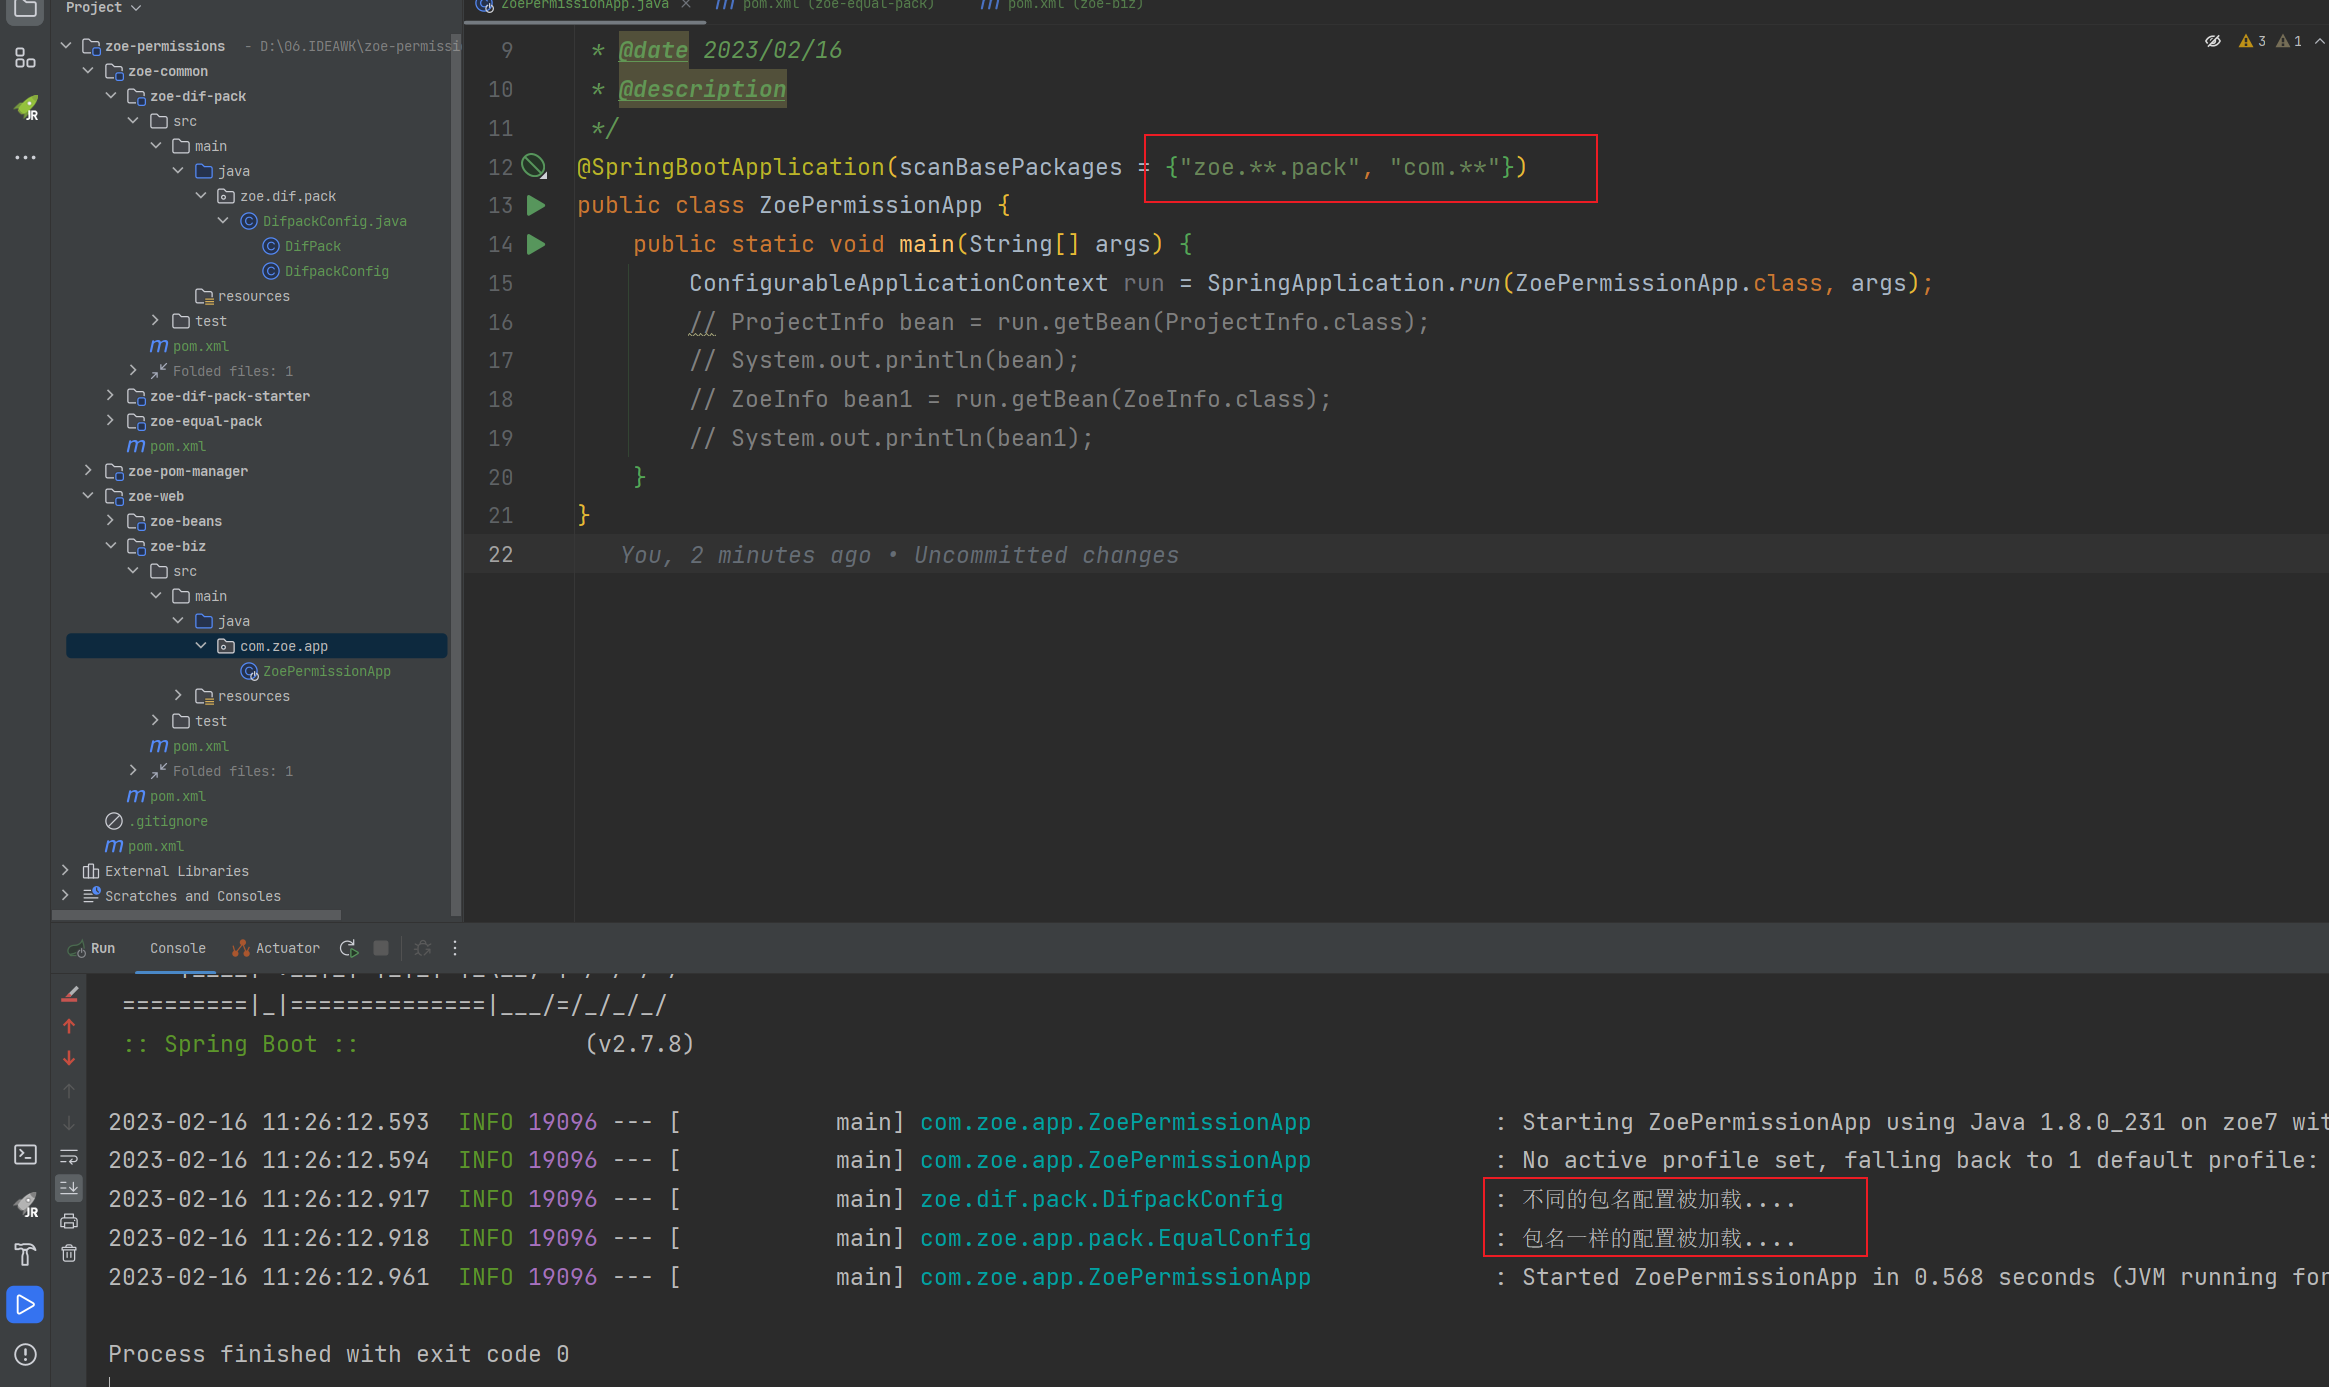 Project
zoe-permissions - D:\06.IDEAWK\zoe-permissi
zoe-common
zoe-dif-pack
src
main
java
zoe.dif.pack
DifpackConfig.java
DifPack
DifpackConfig
resources
test
pom.xml
Folded files: 1
zoe-dif-pack-starter
zoe-equal-pack
pom.xml
zoe-pom-manager
zoe-web
zoe-beans
zoe-biz
src
main
java
com.zoe.app
ZoePermissionApp
resources
test
pom.xml
Folded files: 1
pom.xml
.gitignore
pom.xml
External Libraries
Scratches and Consoles
ZoePermissionApp.java pom.xml (zoe-equal-pack) pom.xml (zoe-biz)
3 1
9 * @date 2023/02/16
10 * @description
11 */
12 @SpringBootApplication(scanBasePackages = {"zoe.**.pack", "com.**"})
13 public class ZoePermissionApp {
14 public static void main(String[] args) {
15 ConfigurableApplicationContext run = SpringApplication.run(ZoePermissionApp.class, args);
16 // ProjectInfo bean = run.getBean(ProjectInfo.class);
17 // System.out.println(bean);
18 // ZoeInfo bean1 = run.getBean(ZoeInfo.class);
19 // System.out.println(bean1);
20 }
21 }
22 You, 2 minutes ago • Uncommitted changes
Run Console Actuator
=========|_|==============|___/=/_/_/_/
:: Spring Boot :: (v2.7.8)
2023-02-16 11:26:12.593 INFO 19096 --- [ main] com.zoe.app.ZoePermissionApp : Starting ZoePermissionApp using Java 1.8.0_231 on zoe7 wit
2023-02-16 11:26:12.594 INFO 19096 --- [ main] com.zoe.app.ZoePermissionApp : No active profile set, falling back to 1 default profile:
2023-02-16 11:26:12.917 INFO 19096 --- [ main] zoe.dif.pack.DifpackConfig : 不同的包名配置被加载....
2023-02-16 11:26:12.918 INFO 19096 --- [ main] com.zoe.app.pack.EqualConfig : 包名一样的配置被加载....
2023-02-16 11:26:12.961 INFO 19096 --- [ main] com.zoe.app.ZoePermissionApp : Started ZoePermissionApp in 0.568 seconds (JVM running for
Process finished with exit code 0